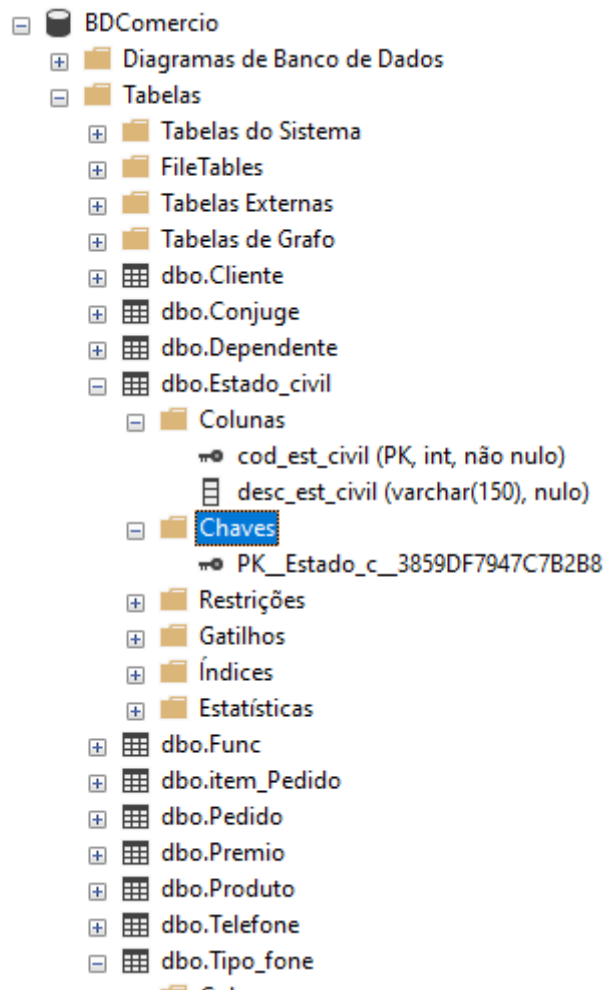 BDComercio
Diagramas de Banco de Dados
Tabelas
Tabelas do Sistema
FileTables
Tabelas Externas
Tabelas de Grafo
dbo.Cliente
dbo.Conjuge
dbo.Dependente
dbo.Estado_civil
Colunas
cod_est_civil (PK, int, não nulo)
desc_est_civil (varchar(150), nulo)
Chaves
PK__Estado_c__3859DF7947C7B2B8
Restrições
Gatilhos
Índices
Estatísticas
dbo.Func
dbo.item_Pedido
dbo.Pedido
dbo.Premio
dbo.Produto
dbo.Telefone
dbo.Tipo_fone